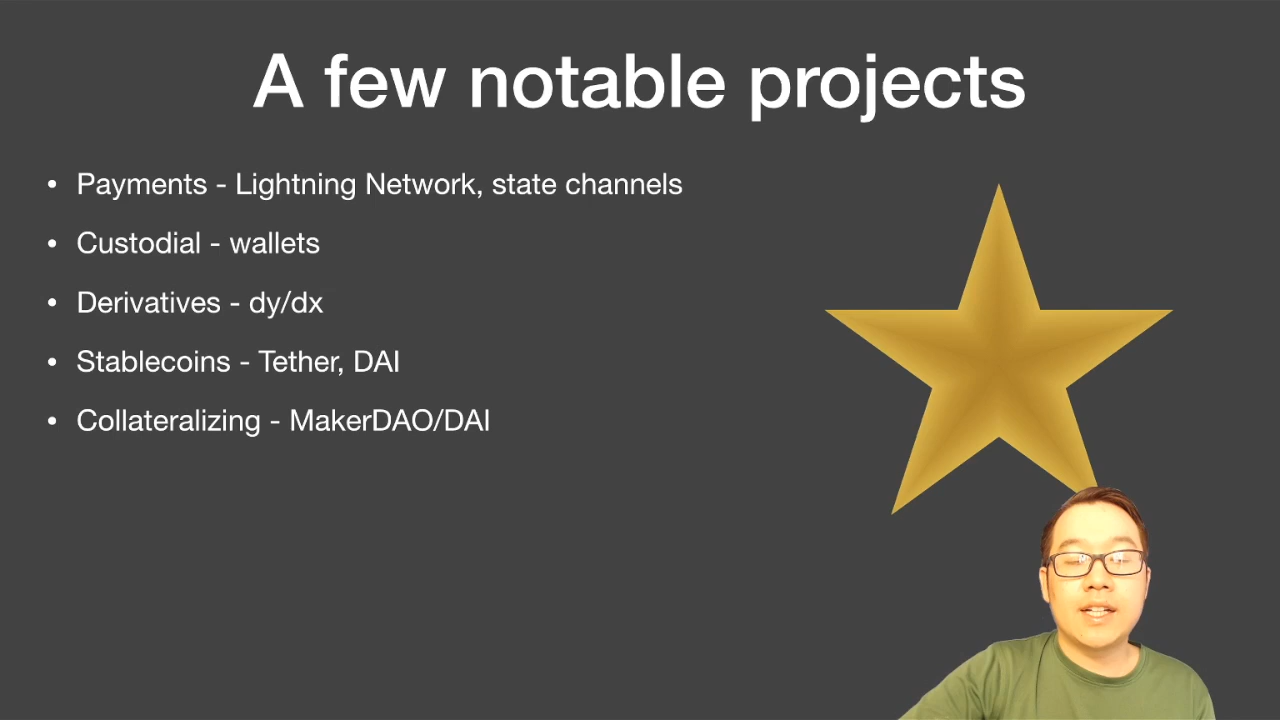 A few notable projects
• Payments - Lightning Network, state channels
• Custodial - wallets
• Derivatives - dy/dx
• Stablecoins - Tether, DAI
• Collateralizing - MakerDAO/DAI